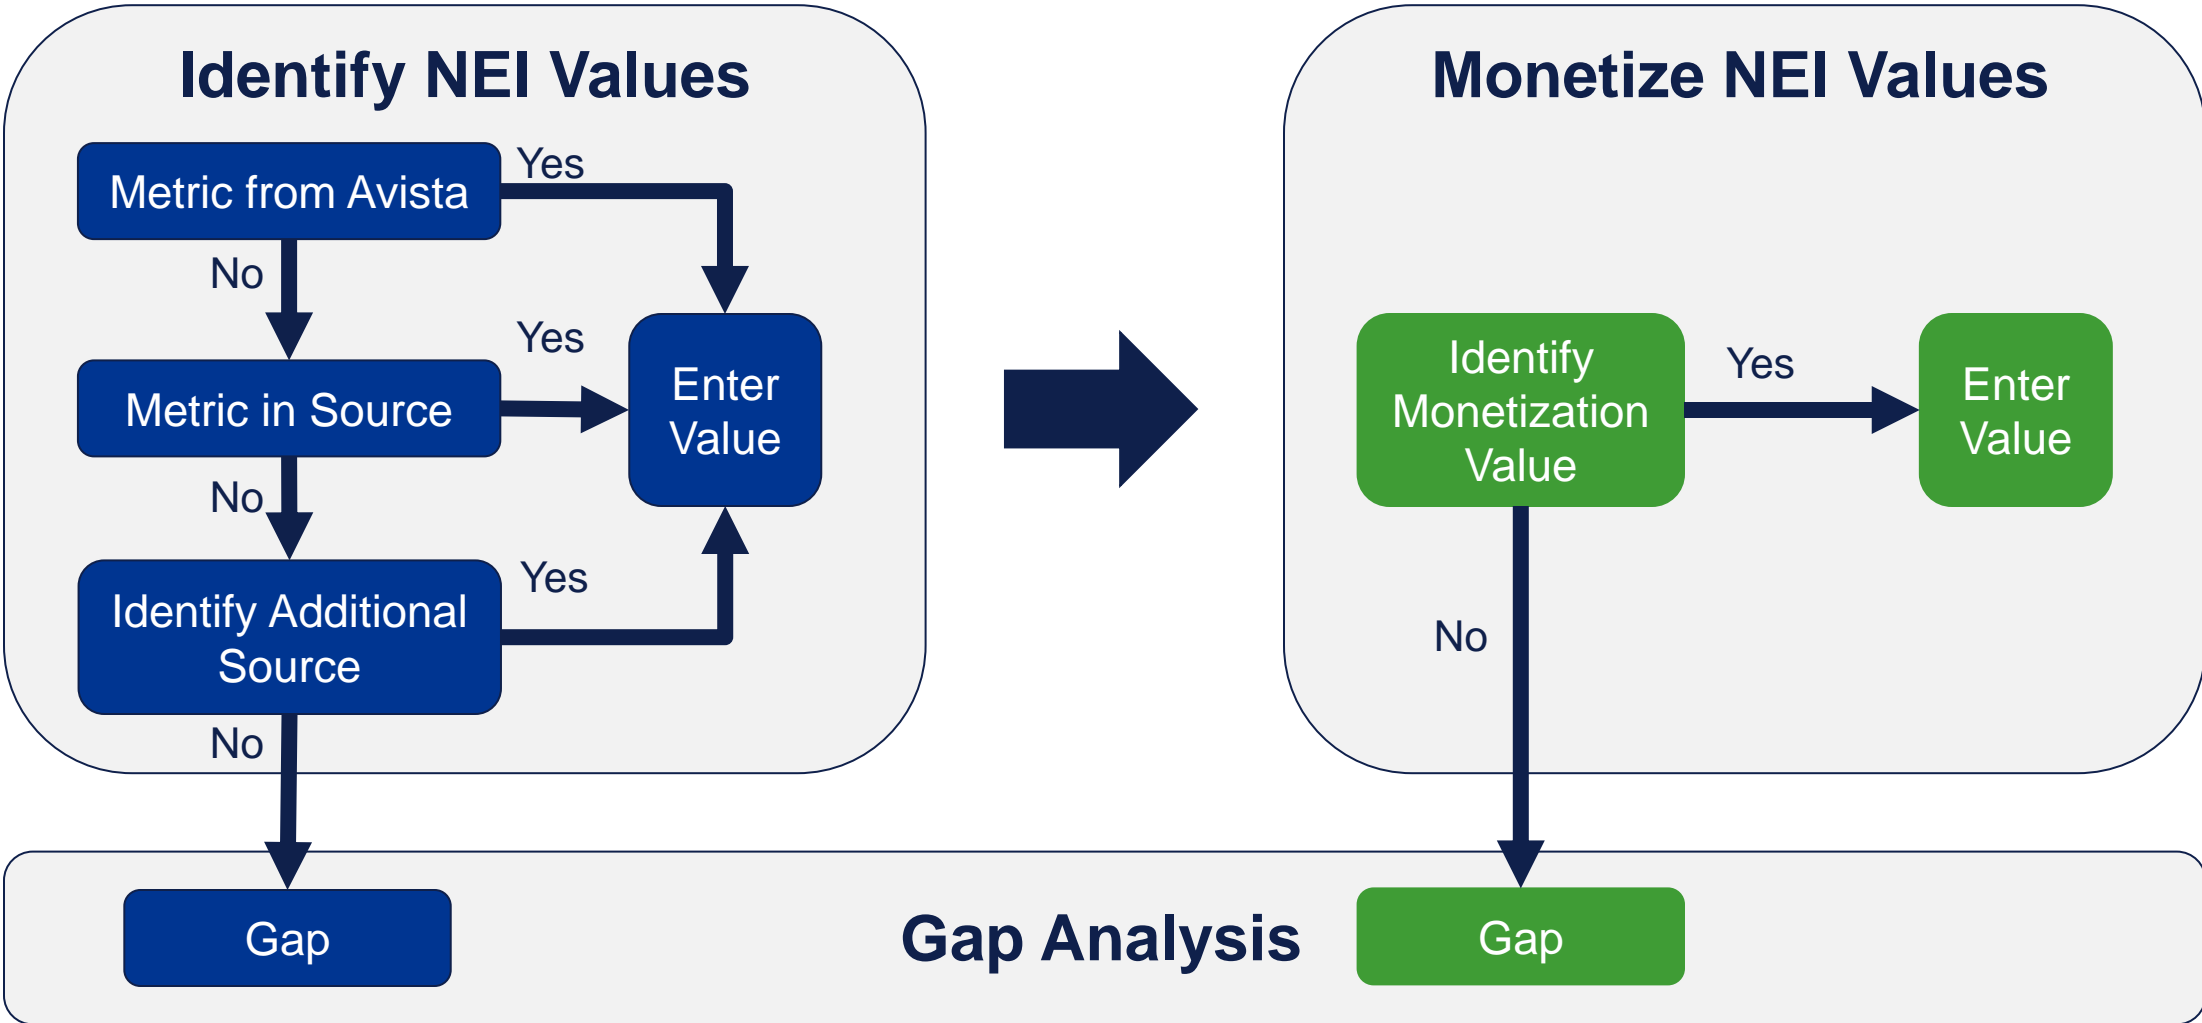 Identify NEI Values
Metric from Avista
Yes
No
Metric in Source
Yes
Enter
Value
No
Identify Additional
Source
Yes
No
Monetize NEI Values
Identify
Monetization
Value
Yes
Enter
Value
No
Gap
Gap Analysis
Gap